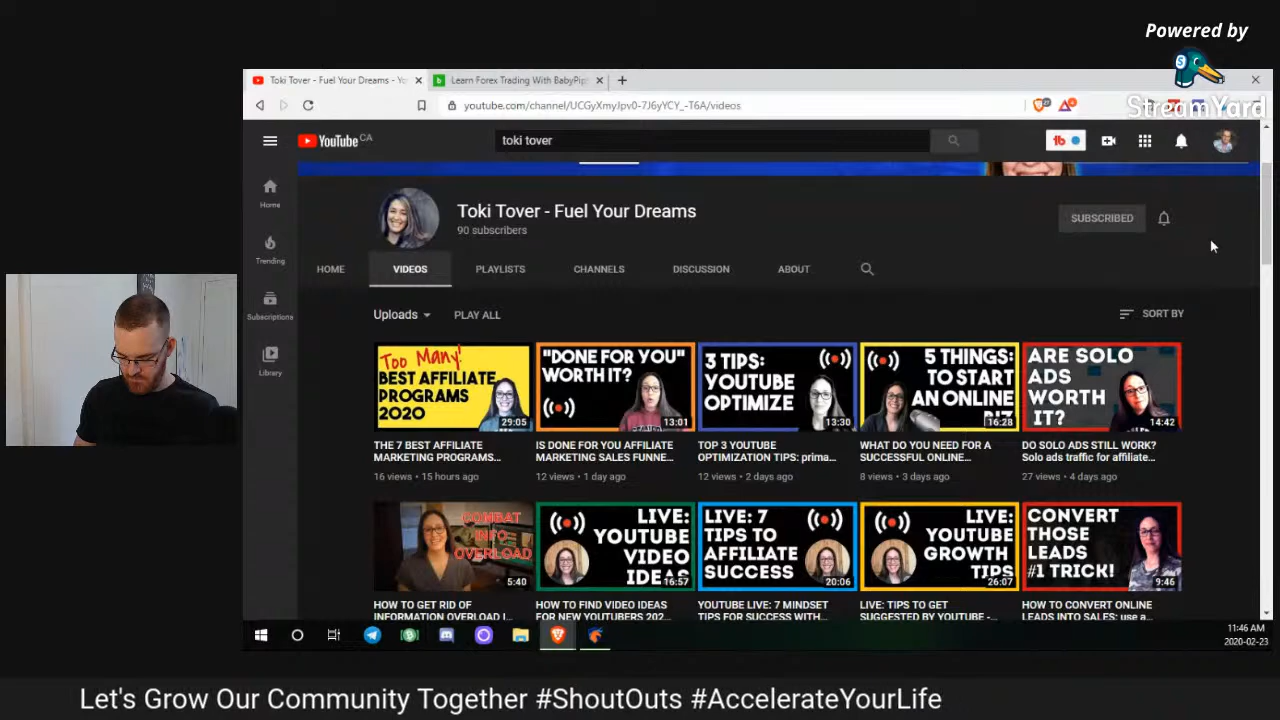 Powered by
StreamYard
Toki Tover - Fuel Your Dreams - Yo
Learn Forex Trading With BabyPip
youtube.com/channel/UCGyXmyJpv0-7J6yYCY_-T6A/videos
YouTube CA
toki tover
Home
Trending
Subscriptions
Library
Toki Tover - Fuel Your Dreams
90 subscribers
SUBSCRIBED
HOME VIDEOS PLAYLISTS CHANNELS DISCUSSION ABOUT
Uploads PLAY ALL SORT BY
Too Many!
BEST AFFILIATE
PROGRAMS
2020
29:05
"DONE FOR YOU"
WORTH IT?
13:01
3 TIPS:
YOUTUBE
OPTIMIZE
13:30
5 THINGS:
TO START
AN ONLINE
BIZ
16:28
ARE SOLO
ADS
WORTH
IT?
14:42
THE 7 BEST AFFILIATE
MARKETING PROGRAMS...
16 views • 15 hours ago
IS DONE FOR YOU AFFILIATE
MARKETING SALES FUNNE...
12 views • 1 day ago
TOP 3 YOUTUBE
OPTIMIZATION TIPS: prima...
12 views • 2 days ago
WHAT DO YOU NEED FOR A
SUCCESSFUL ONLINE...
8 views • 3 days ago
DO SOLO ADS STILL WORK?
Solo ads traffic for affiliate...
27 views • 4 days ago
COMBAT
INFO
OVERLOAD
5:40
LIVE:
YOUTUBE
VIDEO
IDEAS
16:57
LIVE: 7
TIPS TO
AFFILIATE
SUCCESS
20:06
LIVE:
YOUTUBE
GROWTH
TIPS
26:07
CONVERT
THOSE
LEADS
#1 TRICK!
9:46
HOW TO GET RID OF
INFORMATION OVERLOAD I...
HOW TO FIND VIDEO IDEAS
FOR NEW YOUTUBERS 202...
YOUTUBE LIVE: 7 MINDSET
TIPS FOR SUCCESS WITH...
LIVE: TIPS TO GET
SUGGESTED BY YOUTUBE -...
HOW TO CONVERT ONLINE
LEADS INTO SALES: use a...
11:46 AM
2020-02-23
Let's Grow Our Community Together #ShoutOuts #AccelerateYourLife